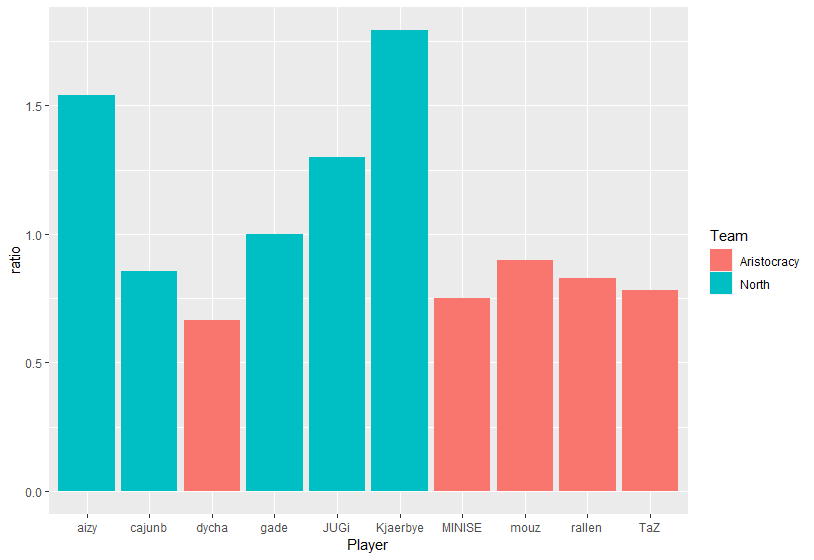 1.5
1.0
0.5
0.0
ratio
aizy cajunb dycha gade JUGi Kjaerbye MINISE mouz rallen TaZ
Player
Team
Aristocracy
North